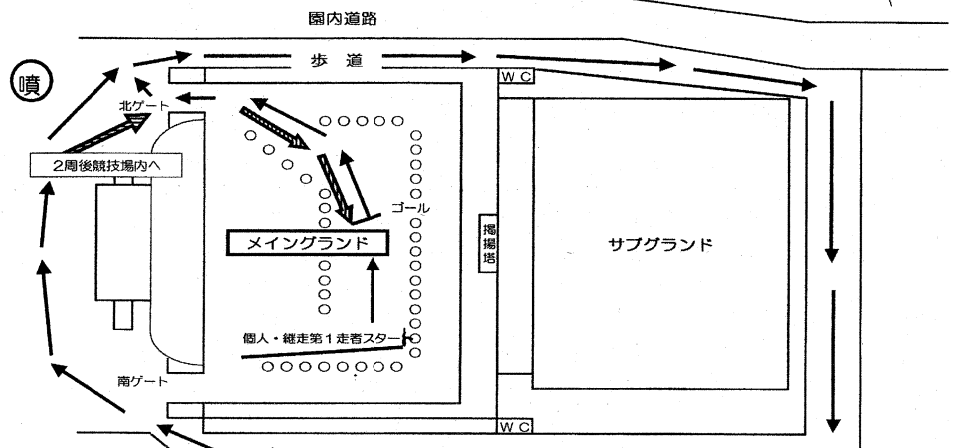 園内道路
歩 道
WC
噴
北ゲート
2周後競技場内へ
ゴール
メイングランド
掲揚塔
サブグランド
個人・継走第1走者スタート
南ゲート
WC